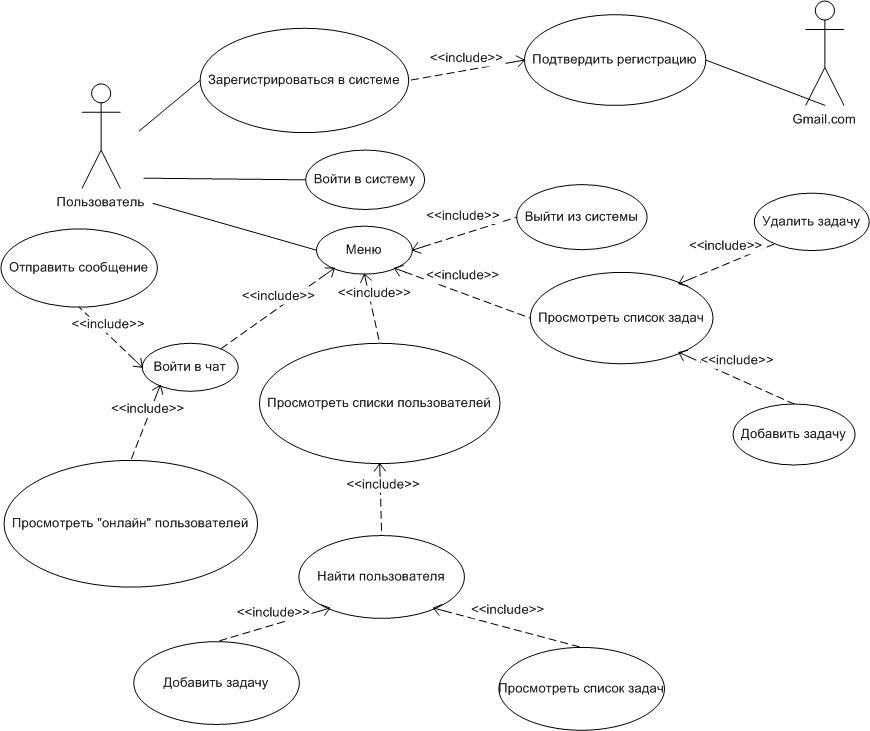 <<include>>
Зарегистрироваться в системе
Подтвердить регистрацию
Gmail.com
Войти в систему
Пользователь
<<include>>
Выйти из системы
Удалить задачу
Меню
<<include>>
Отправить сообщение
<<include>>
<<include>>
<<include>>
Просмотреть список задач
<<include>>
<<include>>
Войти в чат
Просмотреть списки пользователей
<<include>>
Добавить задачу
<<include>>
Просмотреть "онлайн" пользователей
Найти пользователя
<<include>>
<<include>>
Добавить задачу
Просмотреть список задач